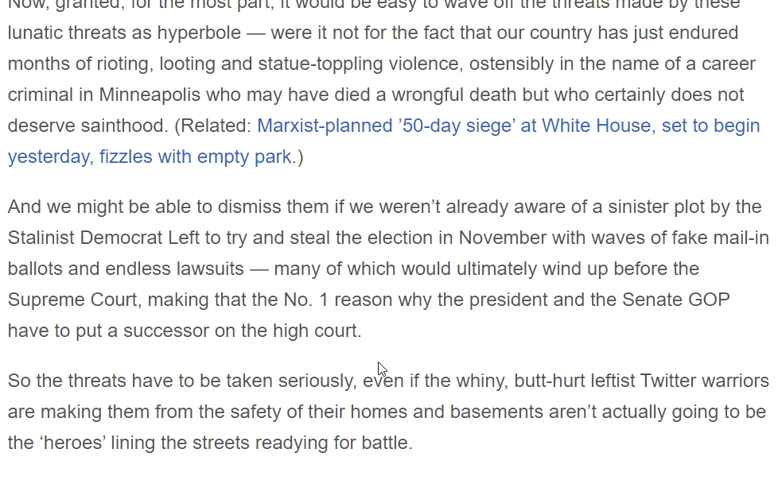 Now, granted, for the most part, it would be easy to wave off the threats made by these
lunatic threats as hyperbole — were it not for the fact that our country has just endured
months of rioting, looting and statue-toppling violence, ostensibly in the name of a career
criminal in Minneapolis who may have died a wrongful death but who certainly does not
deserve sainthood. (Related: Marxist-planned ’50-day siege’ at White House, set to begin
yesterday, fizzles with empty park.)
And we might be able to dismiss them if we weren’t already aware of a sinister plot by the
Stalinist Democrat Left to try and steal the election in November with waves of fake mail-in
ballots and endless lawsuits — many of which would ultimately wind up before the
Supreme Court, making that the No. 1 reason why the president and the Senate GOP
have to put a successor on the high court.
So the threats have to be taken seriously, even if the whiny, butt-hurt leftist Twitter warriors
are making them from the safety of their homes and basements aren’t actually going to be
the ‘heroes’ lining the streets readying for battle.